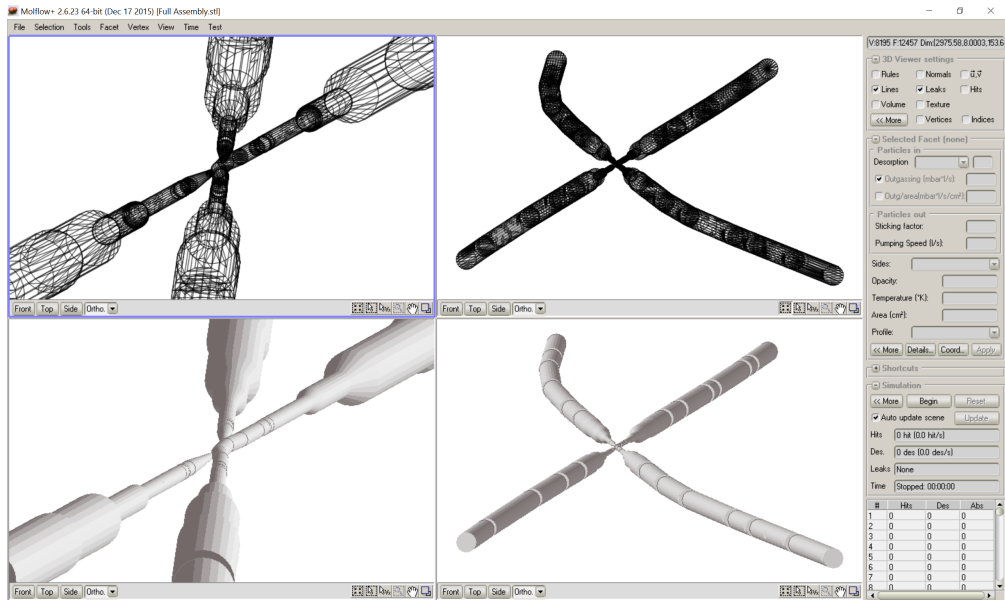 Molflow+ 2.6.23 64-bit (Dec 17 2015) [Full Assembly.stl]
File Selection Tools Facet Vertex View Time Test
V:8195 F:12457 Dim:(2975.58,8.0003,153.6
3D Viewer settings
Rules Normals
Lines Leaks Hits
Volume Texture
<< More Vertices Indices
Selected Facet (none)
Particles in
Desorption
Outgassing (mbar*l/s):
Outg/area(mbar*l/s/cm²):
Particles out
Sticking factor:
Pumping Speed (l/s):
Sides:
Opacity:
Temperature (°K):
Area (cm²):
Profile:
<< More Details... Coord... Apply
Shortcuts
Simulation
<< More Begin Reset
Auto update scene Update
Hits 0 hit (0.0 hit/s)
Des. 0 des (0.0 des/s)
Leaks None
Time Stopped: 00:00:00
# Hits Des Abs
1 0 0 0
2 0 0 0
3 0 0 0
4 0 0 0
5 0 0 0
6 0 0 0
7 0 0 0
8 0 0 0
Front Top Side Ortho.
Front Top Side Ortho.
Front Top Side Ortho.
Front Top Side Ortho.